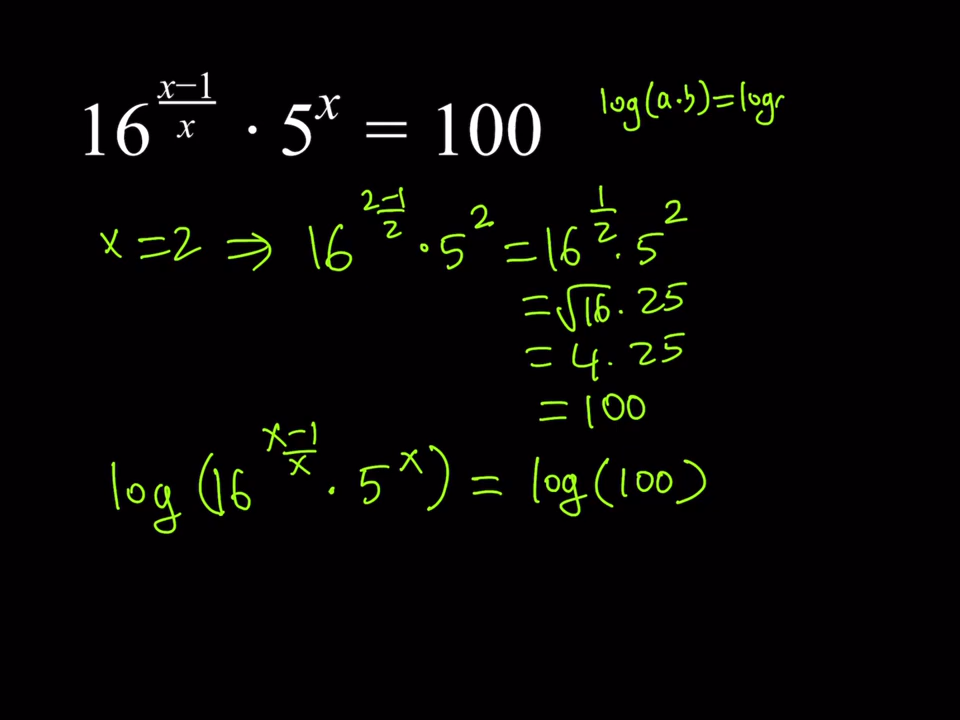 16^((x−1)/x) · 5^x = 100
log(a·b)=log
x=2 ⇒ 16^((2−1)/2) · 5^2 = 16^(1/2) · 5^2
= √16 · 25
= 4 · 25
= 100
log(16^((x−1)/x) · 5^x) = log(100)